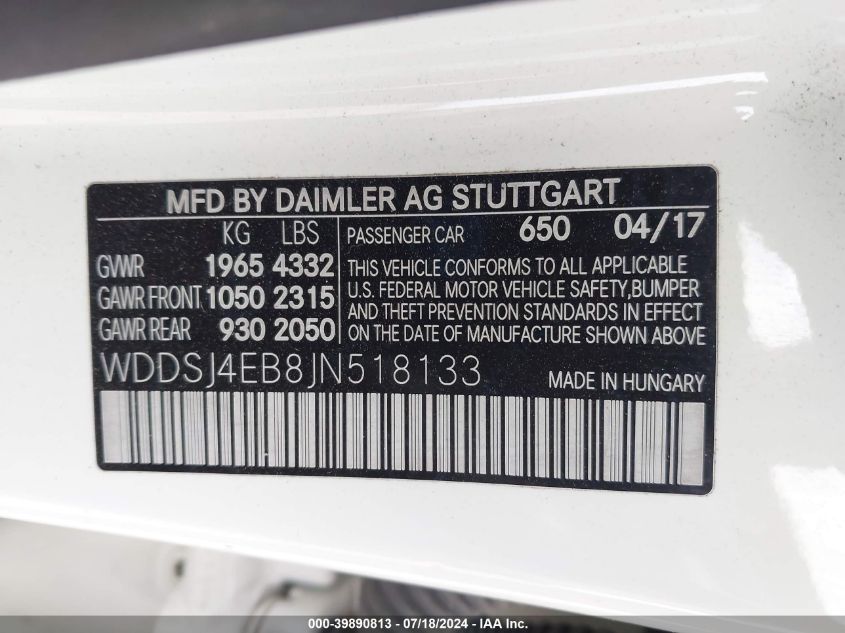 MFD BY DAIMLER AG STUTTGART
KG LBS
GVWR 1965 4332
GAWR FRONT 1050 2315
GAWR REAR 930 2050
PASSENGER CAR 650 04/17
THIS VEHICLE CONFORMS TO ALL APPLICABLE
U.S. FEDERAL MOTOR VEHICLE SAFETY,BUMPER
AND THEFT PREVENTION STANDARDS IN EFFECT
ON THE DATE OF MANUFACTURE SHOWN ABOVE
WDDSJ4EB8JN518133
MADE IN HUNGARY
000-39890813 - 07/18/2024 - IAA Inc.